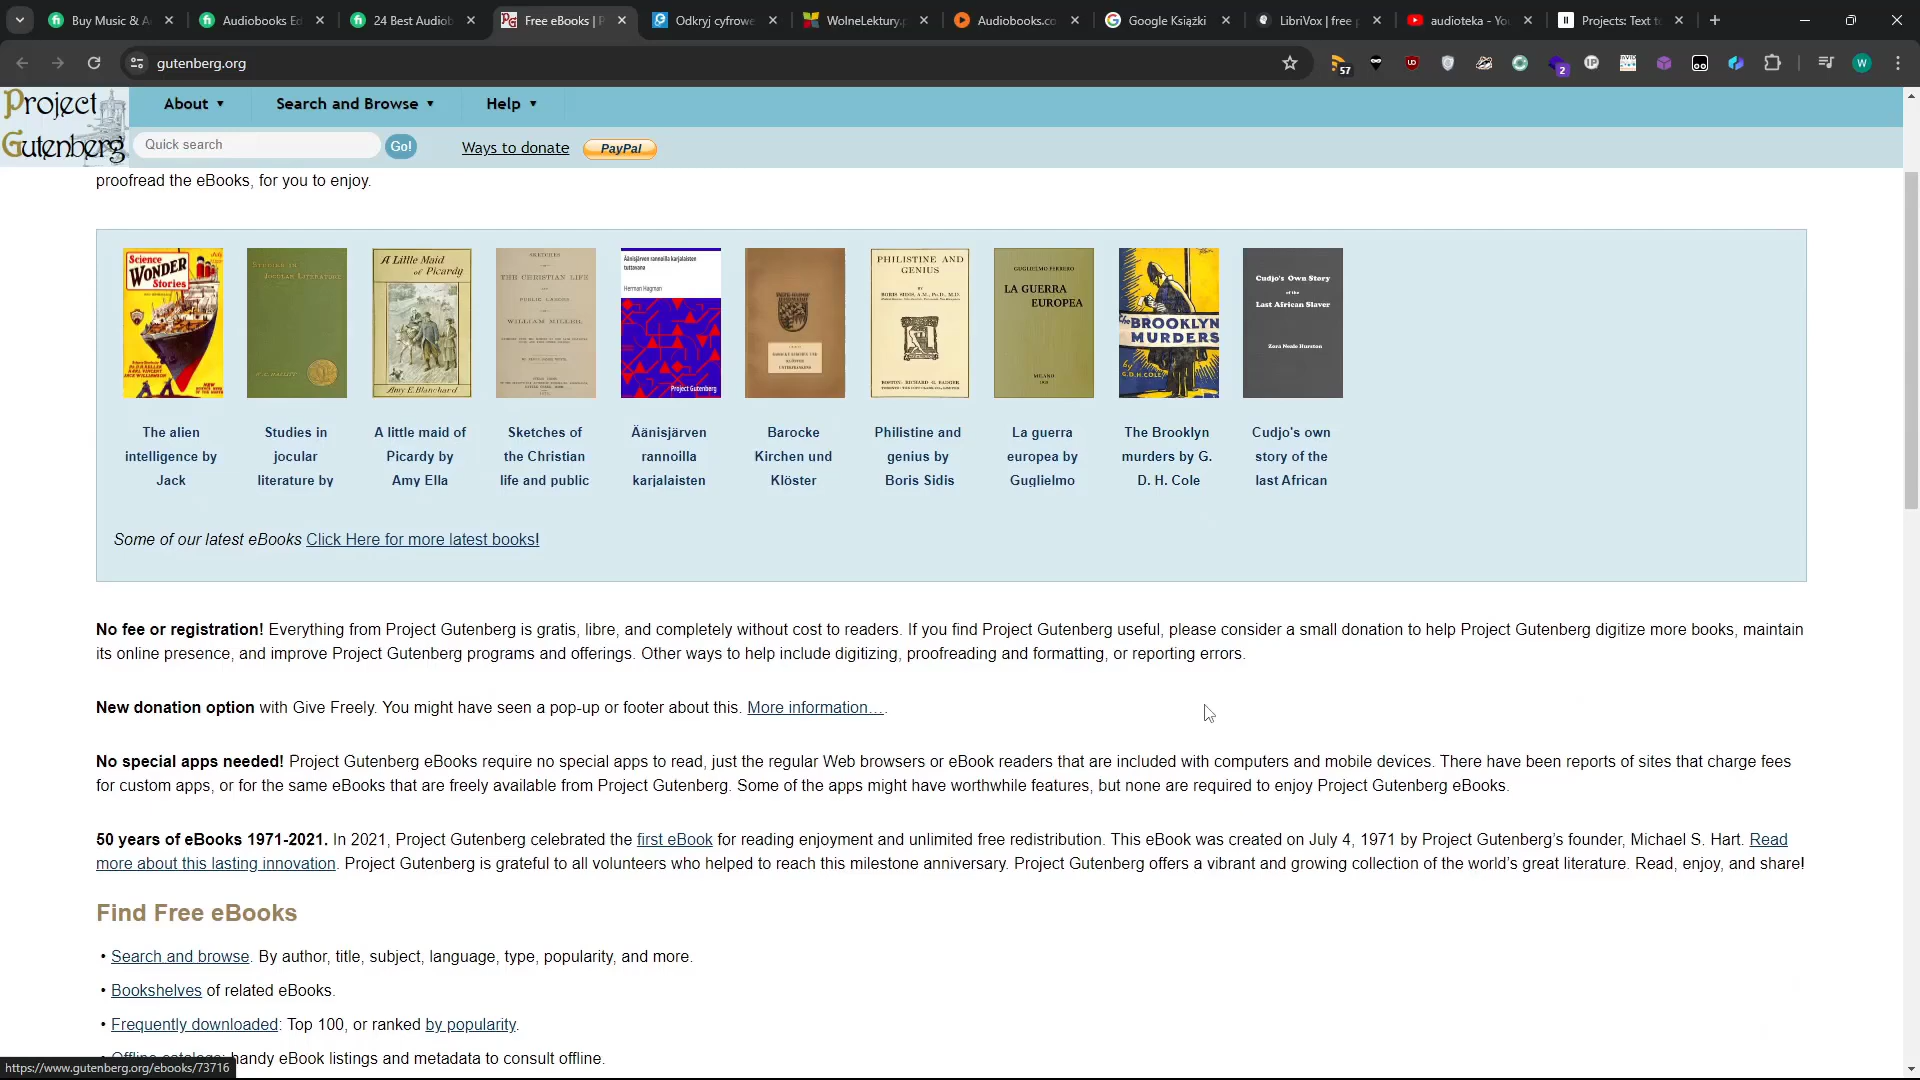 Buy Music & A
Audiobooks Ed
24 Best Audiob
Free eBooks | P
Odkryj cyfrowe
WolneLektury.p
Audiobooks.co
Google Książki
LibriVox | free p
audioteka - You
Projects: Text to
gutenberg.org
57
2
W
Project
Gutenberg
About ▼
Search and Browse ▼
Help ▼
Quick search
Go!
Ways to donate
PayPal
proofread the eBooks, for you to enjoy.
Science
WONDER
Stories
STUDIES IN
JOCULAR LITERATURE
A Little Maid
of Picardy
Amy E. Blanchard
SKETCHES
THE CHRISTIAN LIFE
PUBLIC LABORS
WILLIAM MILLER,
Äänisjärven rannoilla karjalaisten
tuttavana
Herman Hagman
Project Gutenberg
PHILISTINE AND
GENIUS
BY
BORIS SIDIS, A.M., Ph.D., M.D.
BOSTON: RICHARD G. BADGER
GUGLIELMO FERRERO
LA GUERRA
EUROPEA
MILANO
The
BROOKLYN
MURDERS
by
G.D.H. COLE
Cudjo's Own Story
of the
Last African Slaver
Zora Neale Hurston
The alien
intelligence by
Jack
Studies in
jocular
literature by
A little maid of
Picardy by
Amy Ella
Sketches of
the Christian
life and public
Äänisjärven
rannoilla
karjalaisten
Barocke
Kirchen und
Klöster
Philistine and
genius by
Boris Sidis
La guerra
europea by
Guglielmo
The Brooklyn
murders by G.
D. H. Cole
Cudjo's own
story of the
last African
Some of our latest eBooks Click Here for more latest books!
No fee or registration! Everything from Project Gutenberg is gratis, libre, and completely without cost to readers. If you find Project Gutenberg useful, please consider a small donation to help Project Gutenberg digitize more books, maintain
its online presence, and improve Project Gutenberg programs and offerings. Other ways to help include digitizing, proofreading and formatting, or reporting errors.
New donation option with Give Freely. You might have seen a pop-up or footer about this. More information….
No special apps needed! Project Gutenberg eBooks require no special apps to read, just the regular Web browsers or eBook readers that are included with computers and mobile devices. There have been reports of sites that charge fees
for custom apps, or for the same eBooks that are freely available from Project Gutenberg. Some of the apps might have worthwhile features, but none are required to enjoy Project Gutenberg eBooks.
50 years of eBooks 1971-2021. In 2021, Project Gutenberg celebrated the first eBook for reading enjoyment and unlimited free redistribution. This eBook was created on July 4, 1971 by Project Gutenberg’s founder, Michael S. Hart. Read
more about this lasting innovation. Project Gutenberg is grateful to all volunteers who helped to reach this milestone anniversary. Project Gutenberg offers a vibrant and growing collection of the world’s great literature. Read, enjoy, and share!
Find Free eBooks
• Search and browse. By author, title, subject, language, type, popularity, and more.
• Bookshelves of related eBooks.
• Frequently downloaded: Top 100, or ranked by popularity.
• Offline catalogs: handy eBook listings and metadata to consult offline.
https://www.gutenberg.org/ebooks/73716